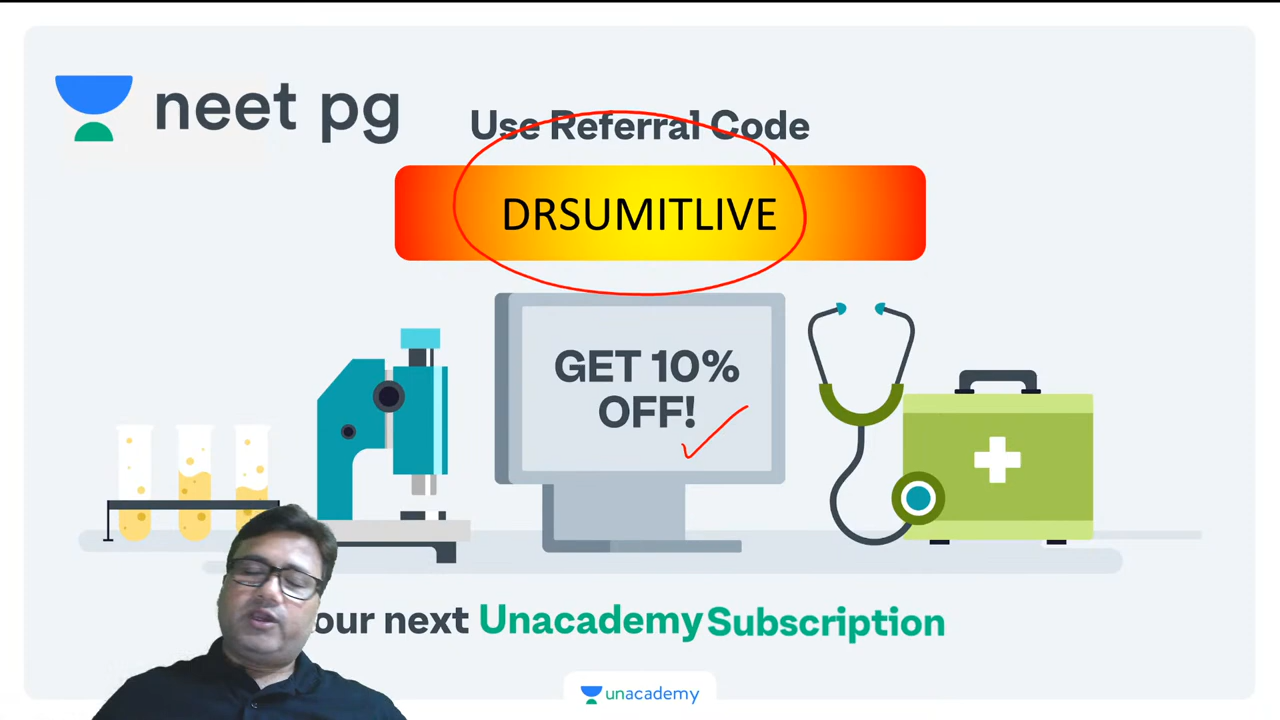 neet pg
Use Referral Code
DRSUMITLIVE
GET 10%
OFF!
our next Unacademy Subscription
unacademy